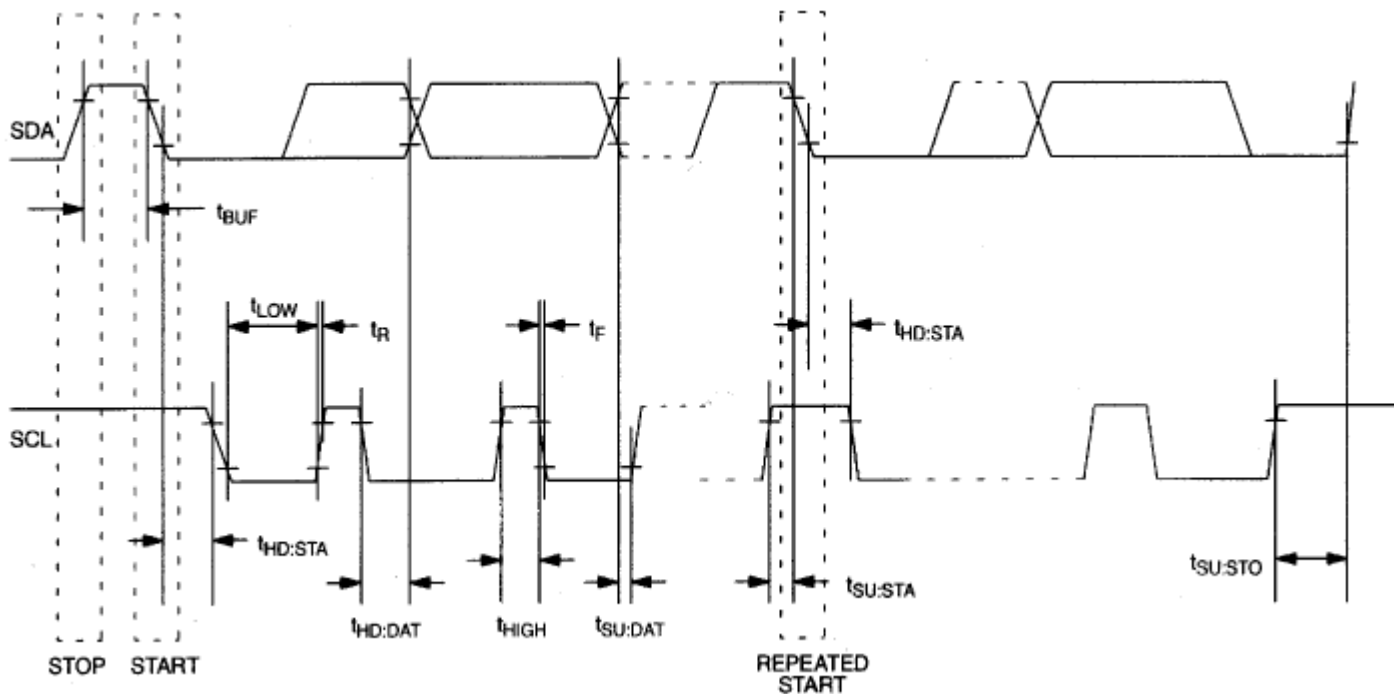 SDA
tBUF
tLOW
tR
tF
tHD:STA
SCL
tHD:STA
tSU:STA
tSU:STO
tHD:DAT
tHIGH
tSU:DAT
STOP
START
REPEATED
START